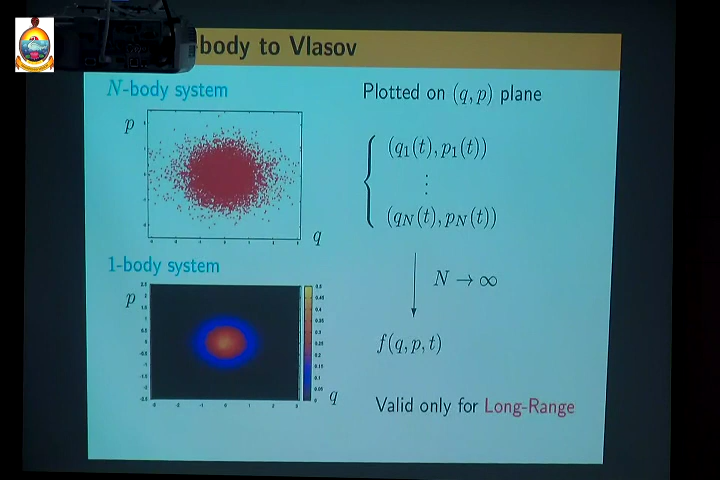 -body to Vlasov
N-body system
Plotted on (q, p) plane
p
(q₁(t), p₁(t))
⋮
(q_N(t), p_N(t))
q
1-body system
N → ∞
p
f(q, p, t)
q
Valid only for Long-Range